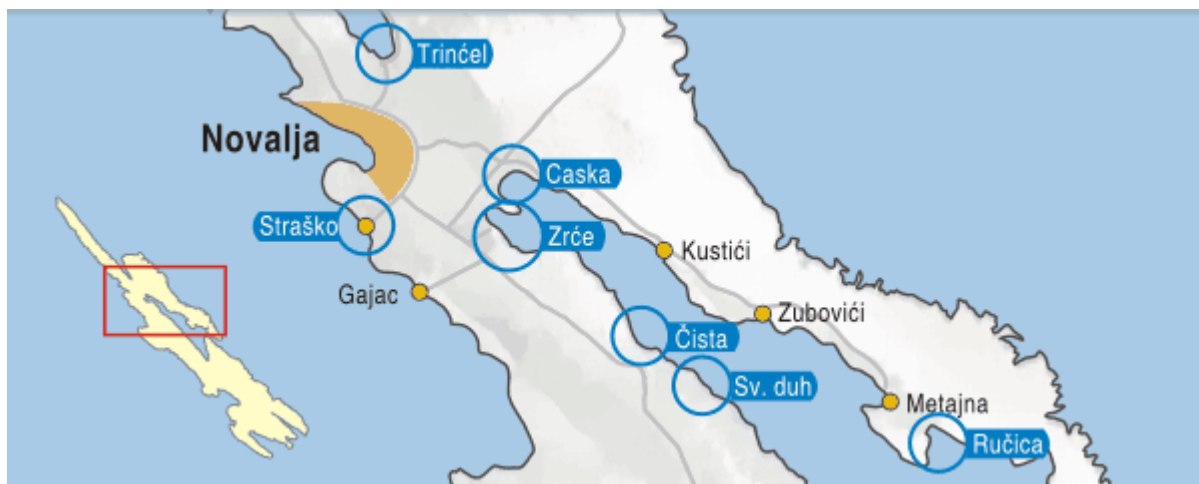 Trinćel
Novalja
Caska
Straško
Zrće
Kustići
Gajac
Zubovići
Čista
Sv. duh
Metajna
Ručica